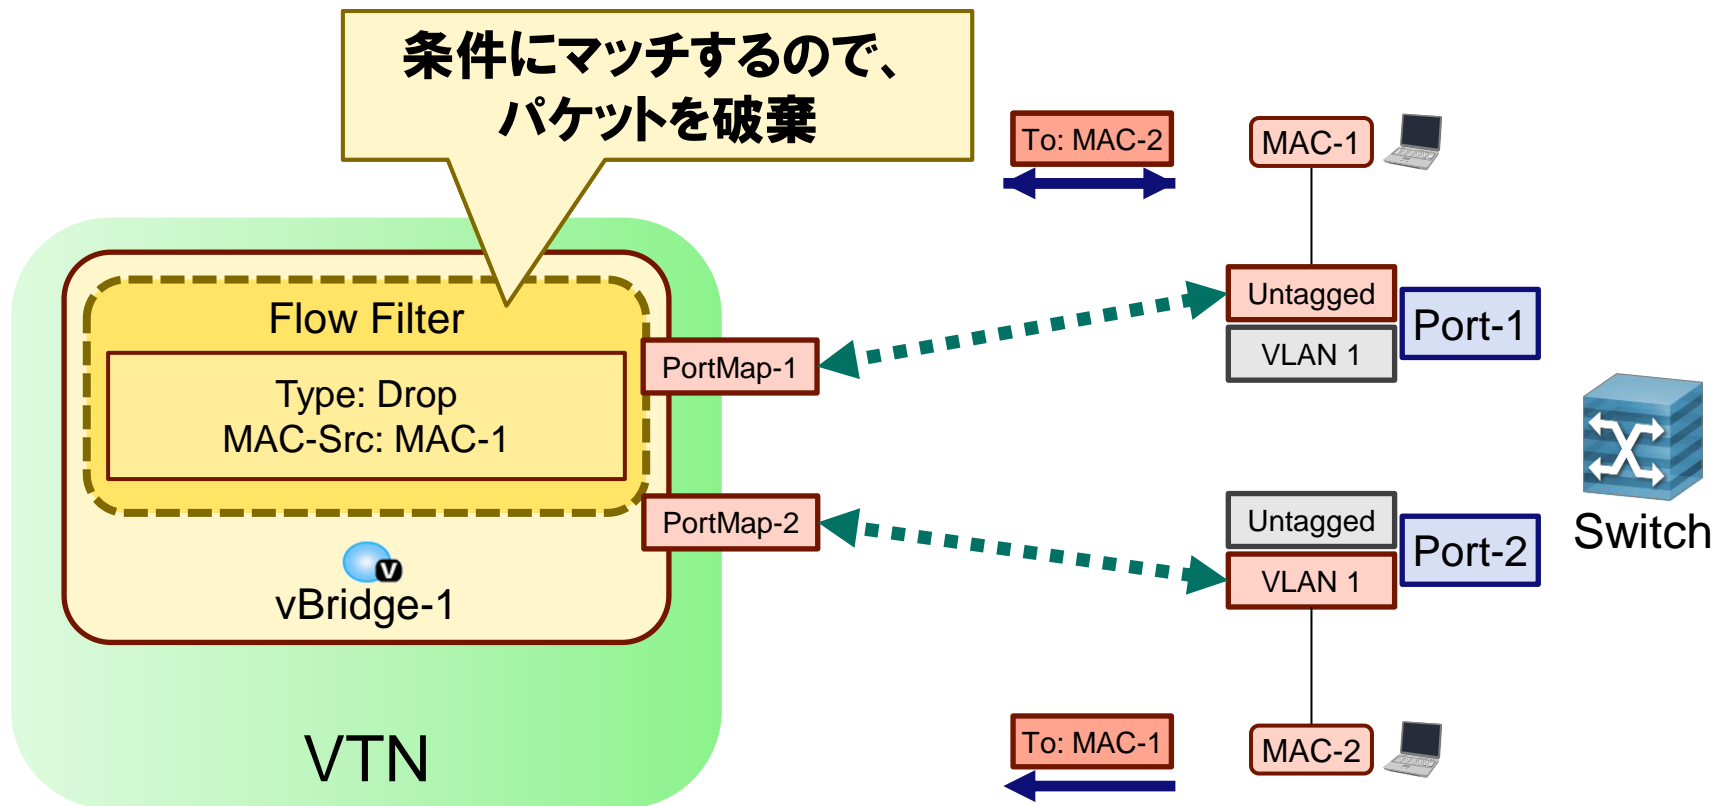 条件にマッチするので、
パケットを破棄
To: MAC-2
MAC-1
Flow Filter
Type: Drop
MAC-Src: MAC-1
PortMap-1
Untagged
VLAN 1
Port-1
PortMap-2
Untagged
VLAN 1
Port-2
Switch
V
vBridge-1
VTN
To: MAC-1
MAC-2